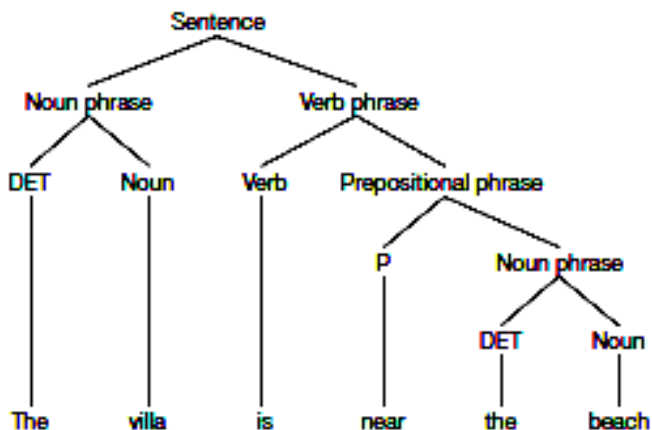 Sentence
Noun phrase Verb phrase
DET Noun Verb Prepositional phrase
P Noun phrase
DET Noun
The villa is near the beach